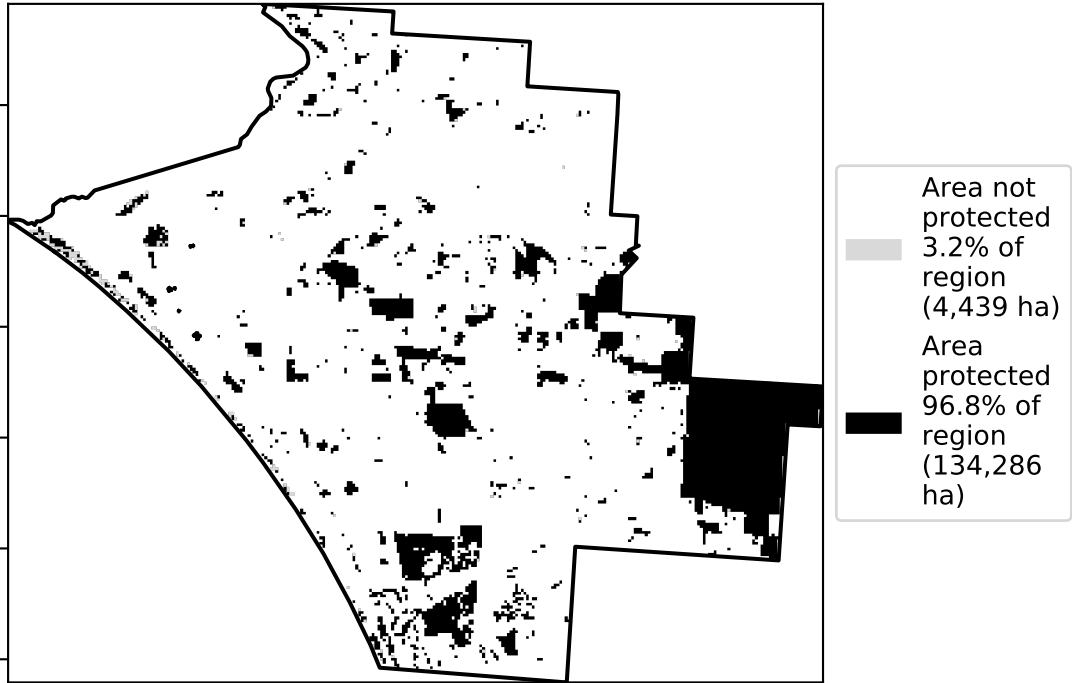 Area not
protected
3.2% of
region
(4,439 ha)
Area
protected
96.8% of
region
(134,286
ha)